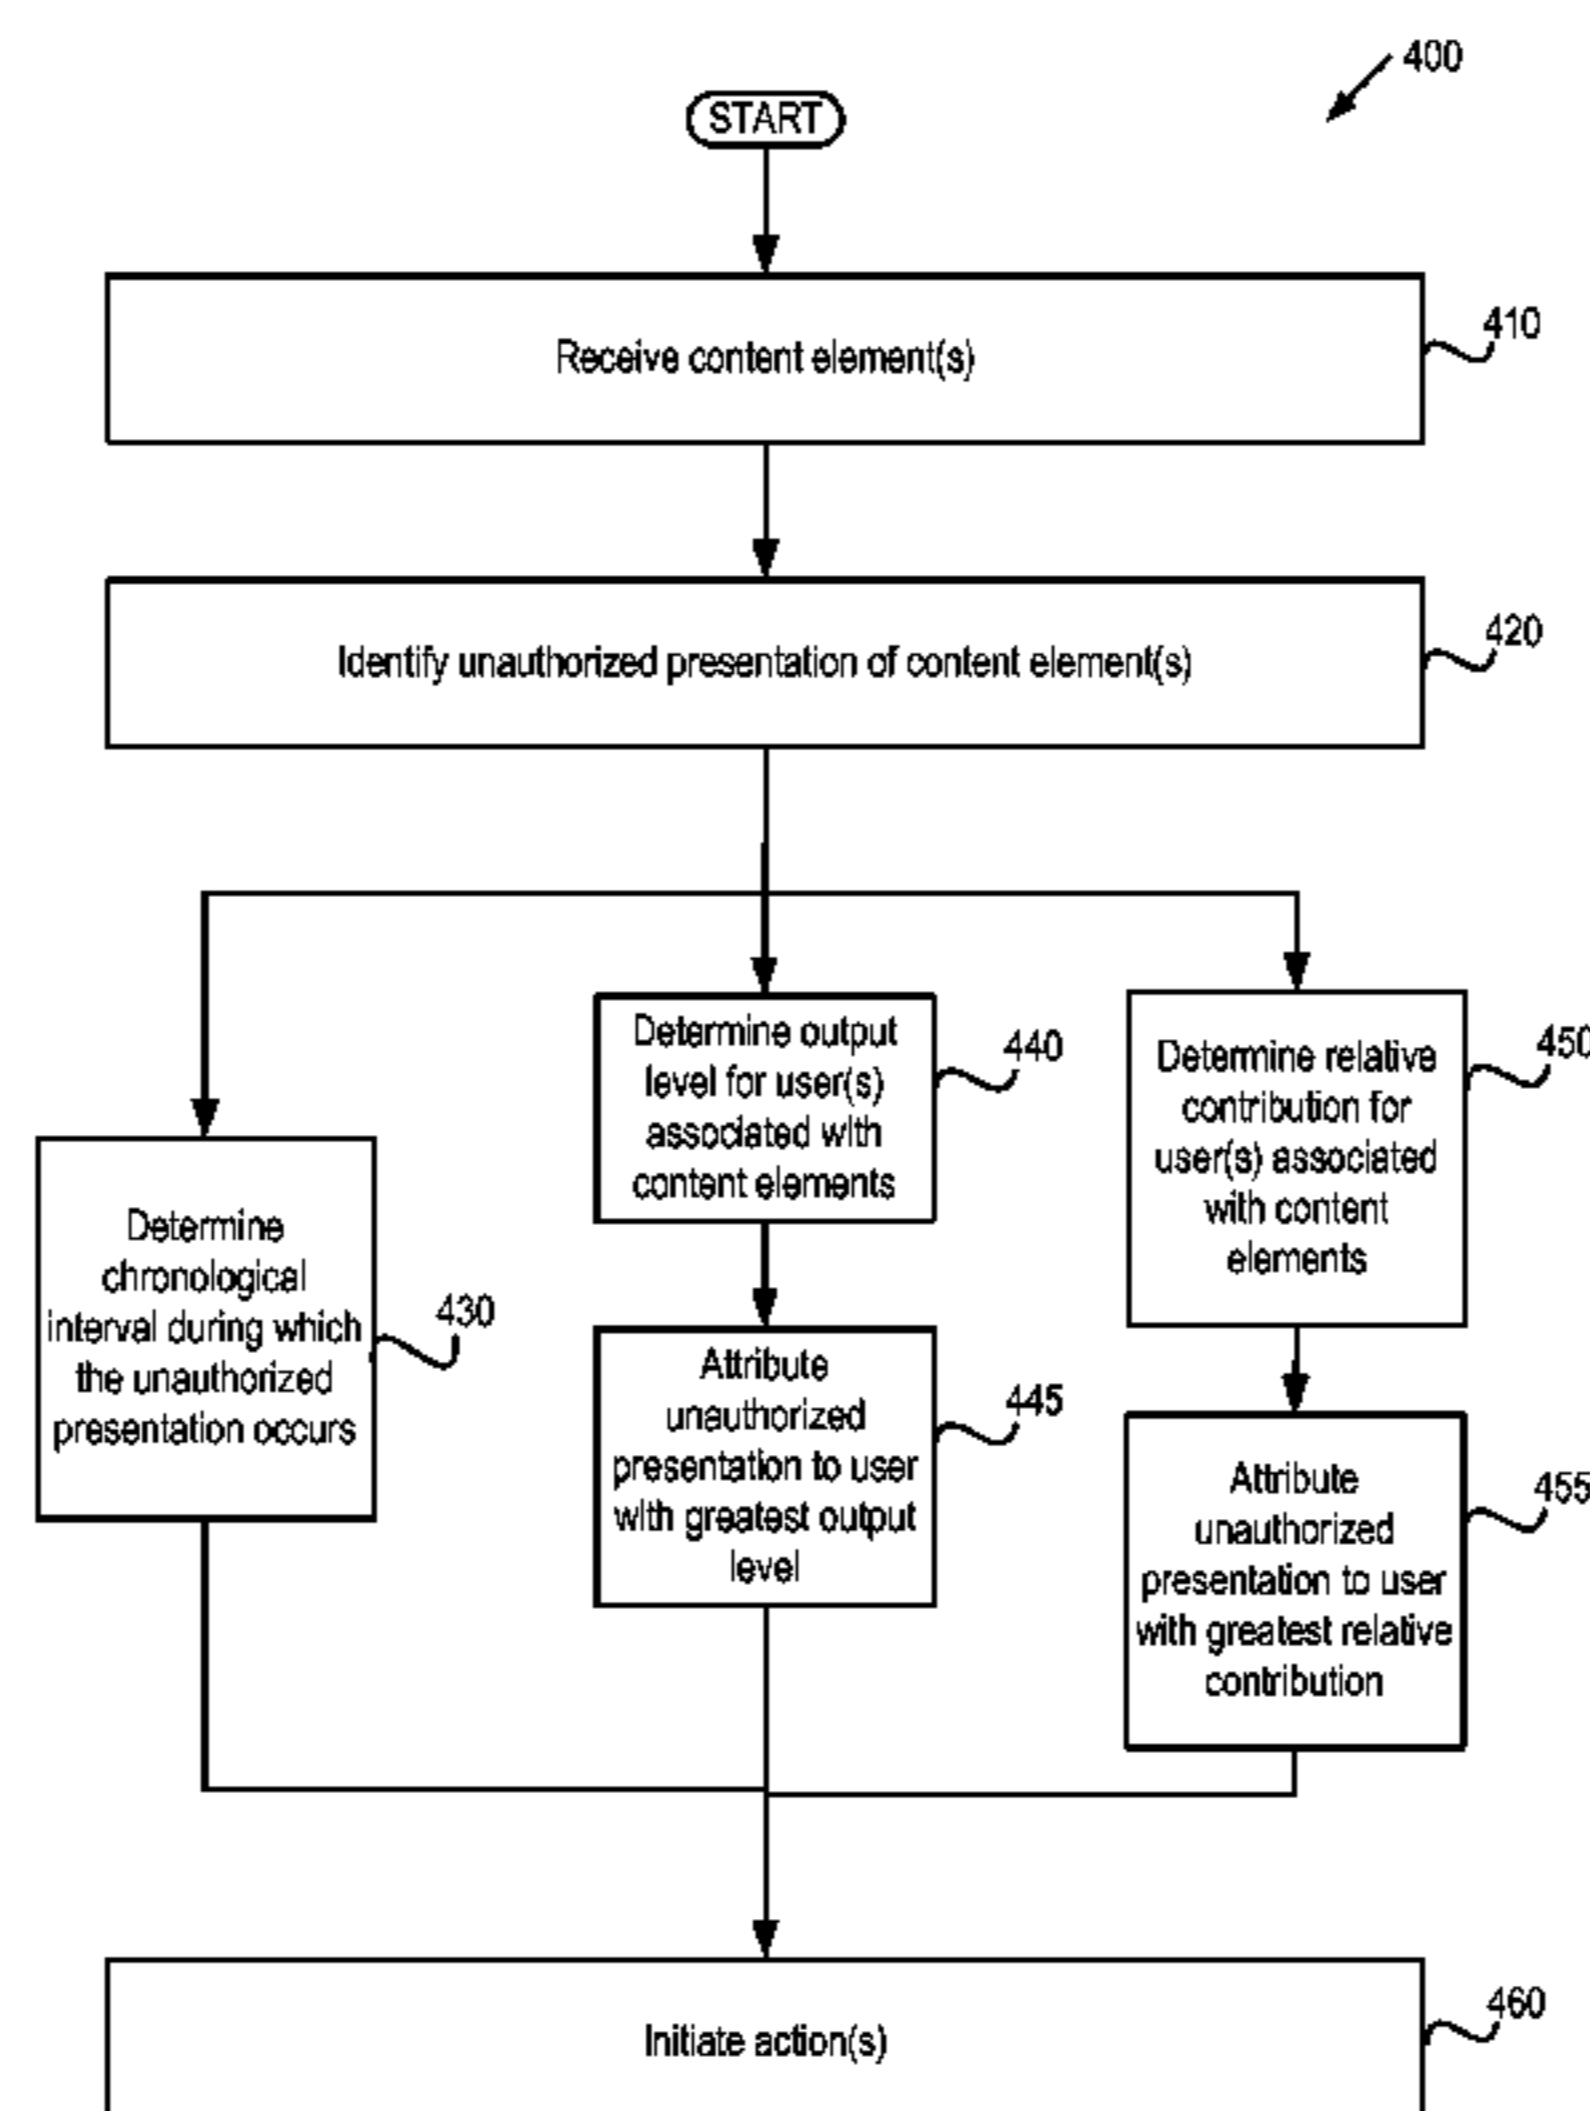 400
START
Receive content element(s)
410
Identify unauthorized presentation of content element(s)
420
Determine
chronological
interval during which
the unauthorized
presentation occurs
430
Determine output
level for user(s)
associated with
content elements
440
Attribute
unauthorized
presentation to user
with greatest output
level
445
Determine relative
contribution for
user(s) associated
with content
elements
450
Attribute
unauthorized
presentation to user
with greatest relative
contribution
455
Initiate action(s)
460